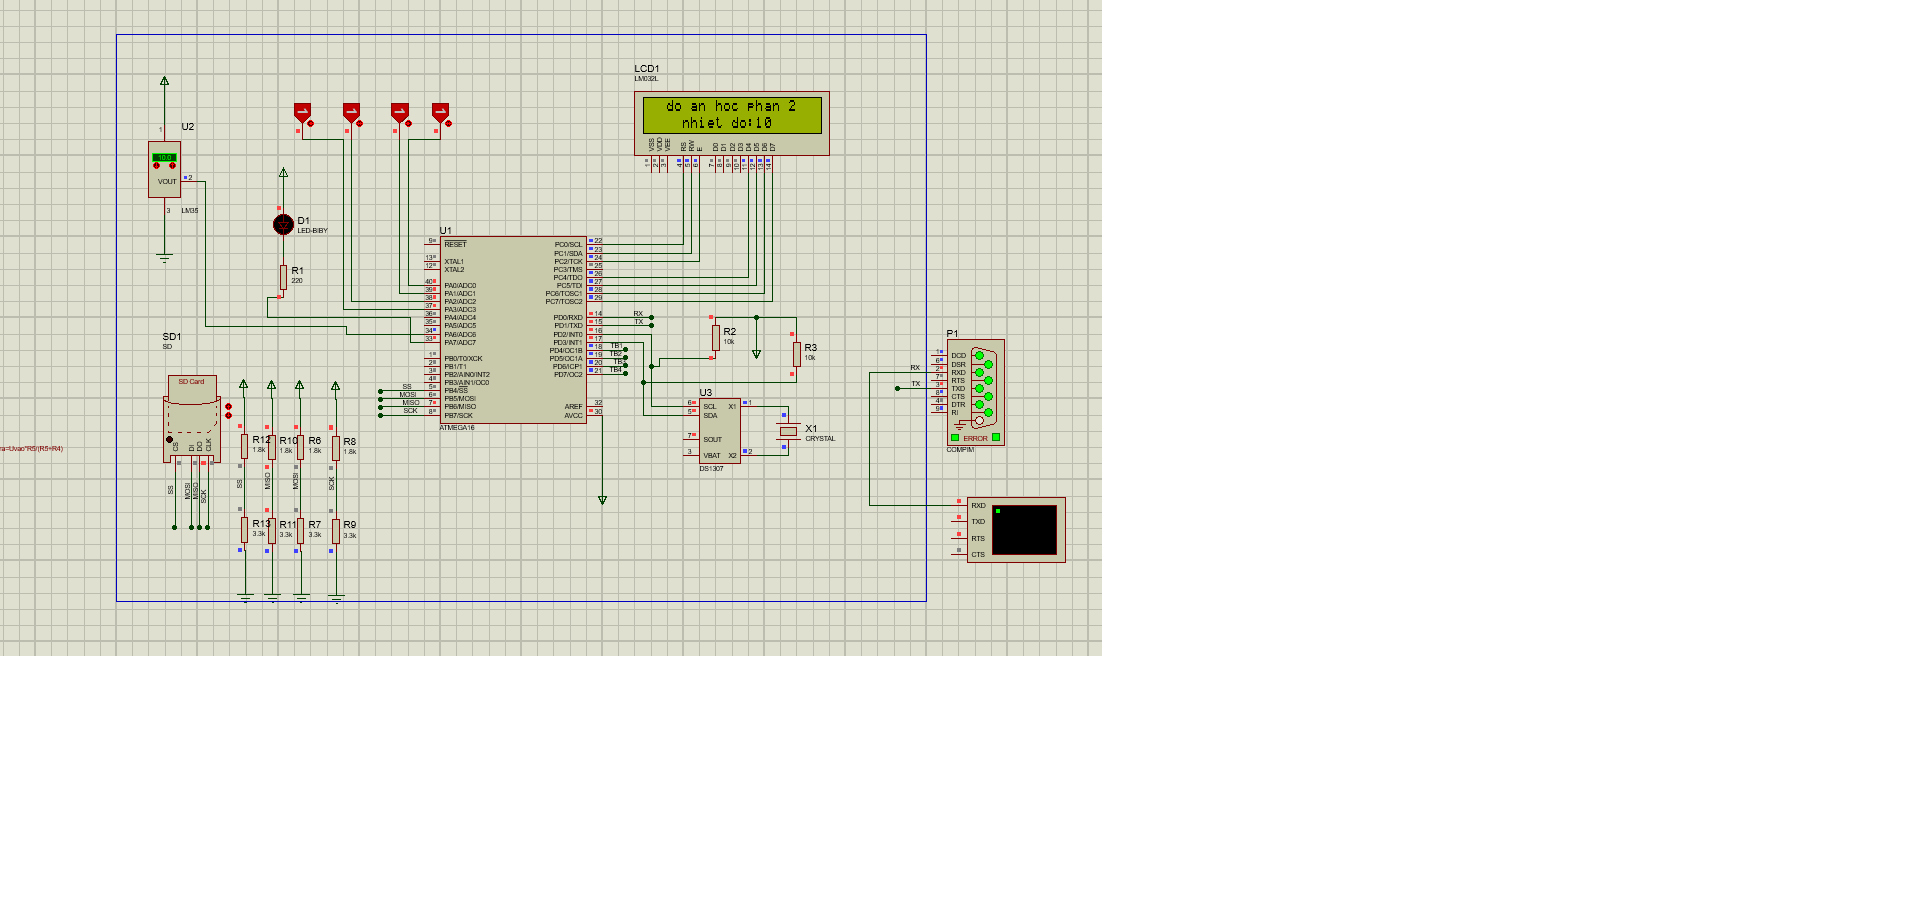 LCD1
LM032L
do an hoc phan 2
nhiet do:10
VSS
VDD
VEE
RS
RW
E
D0
D1
D2
D3
D4
D5
D6
D7
1
2
3
4
5
6
7
8
9
10
11
12
13
14
U2
1
10.0
VOUT
2
3
LM35
1
1
1
1
D1
LED-BIBY
R1
220
U1
9
RESET
13
XTAL1
12
XTAL2
40
PA0/ADC0
39
PA1/ADC1
38
PA2/ADC2
37
PA3/ADC3
36
PA4/ADC4
35
PA5/ADC5
34
PA6/ADC6
33
PA7/ADC7
1
PB0/T0/XCK
2
PB1/T1
3
PB2/AIN0/INT2
4
PB3/AIN1/OC0
SS
5
PB4/SS
MOSI
6
PB5/MOSI
MISO
7
PB6/MISO
SCK
8
PB7/SCK
PC0/SCL
22
PC1/SDA
23
PC2/TCK
24
PC3/TMS
25
PC4/TDO
26
PC5/TDI
27
PC6/TOSC1
28
PC7/TOSC2
29
PD0/RXD
14
RX
PD1/TXD
15
TX
PD2/INT0
16
PD3/INT1
17
PD4/OC1B
18
TB1
PD5/OC1A
19
TB2
PD6/ICP1
20
PD7/OC2
21
TB4
AREF
32
AVCC
30
ATMEGA16
R2
10k
R3
10k
U3
6
SCL
X1
1
5
SDA
7
SOUT
3
VBAT
X2
2
DS1307
X1
CRYSTAL
SD1
SD
SD Card
CS
DI
DO
CLK
SS
MOSI
MISO
SCK
ra=Uvao*R5/(R5+R4)
R12
1.8k
R10
R6
1.8k
R8
1.8k
SS
MISO
MOSI
SCK
R13
3.3k
R11
3.3k
R7
3.3k
R9
3.3k
P1
1
DCD
6
DSR
RX
2
RXD
7
RTS
TX
3
TXD
8
CTS
4
DTR
9
RI
ERROR
COMPIM
RXD
TXD
RTS
CTS